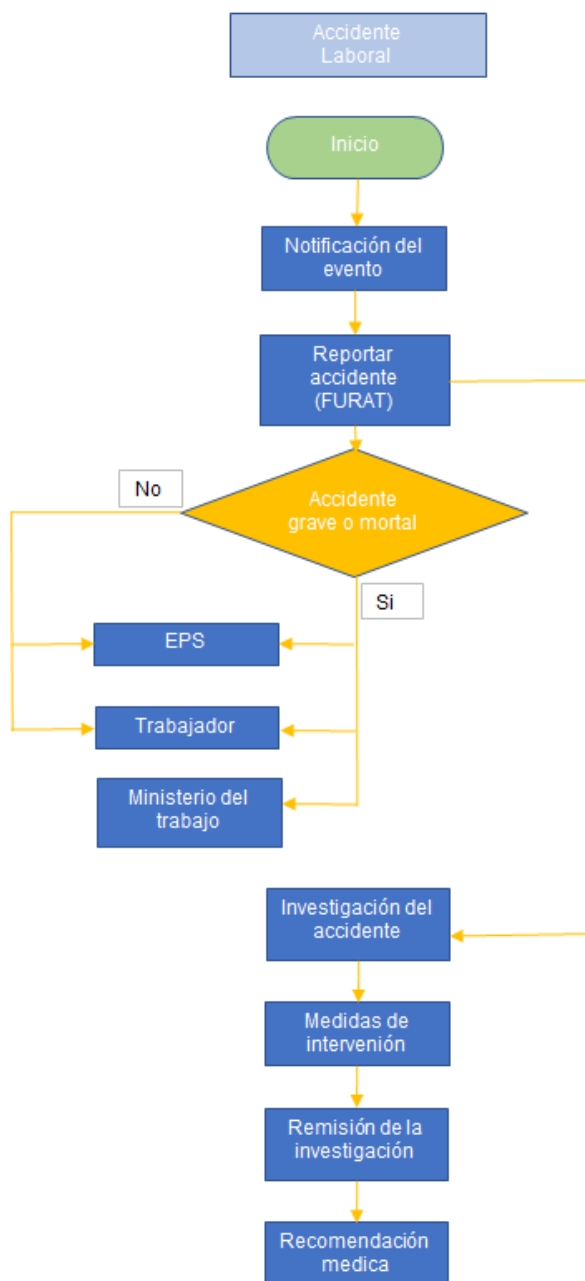 Accidente
Laboral
Inicio
Notificación del
evento
Reportar
accidente
(FURAT)
No
Accidente
grave o mortal
Si
EPS
Trabajador
Ministerio del
trabajo
Investigación del
accidente
Medidas de
intervenión
Remisión de la
investigación
Recomendación
medica